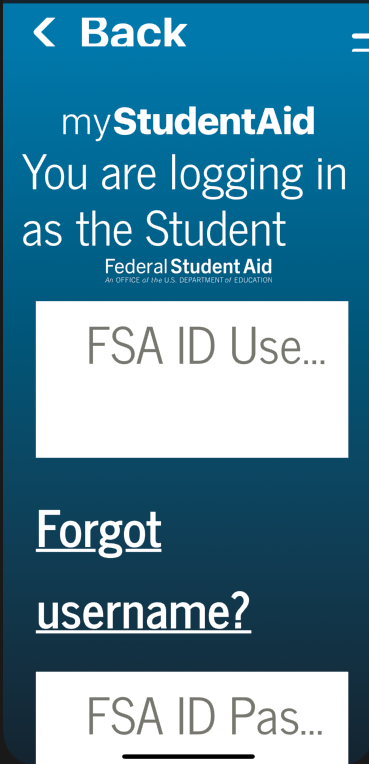 Back
myStudentAid
You are logging in
as the Student
Federal Student Aid
An OFFICE of the U.S. DEPARTMENT of EDUCATION
FSA ID Use...
Forgot
username?
FSA ID Pas...